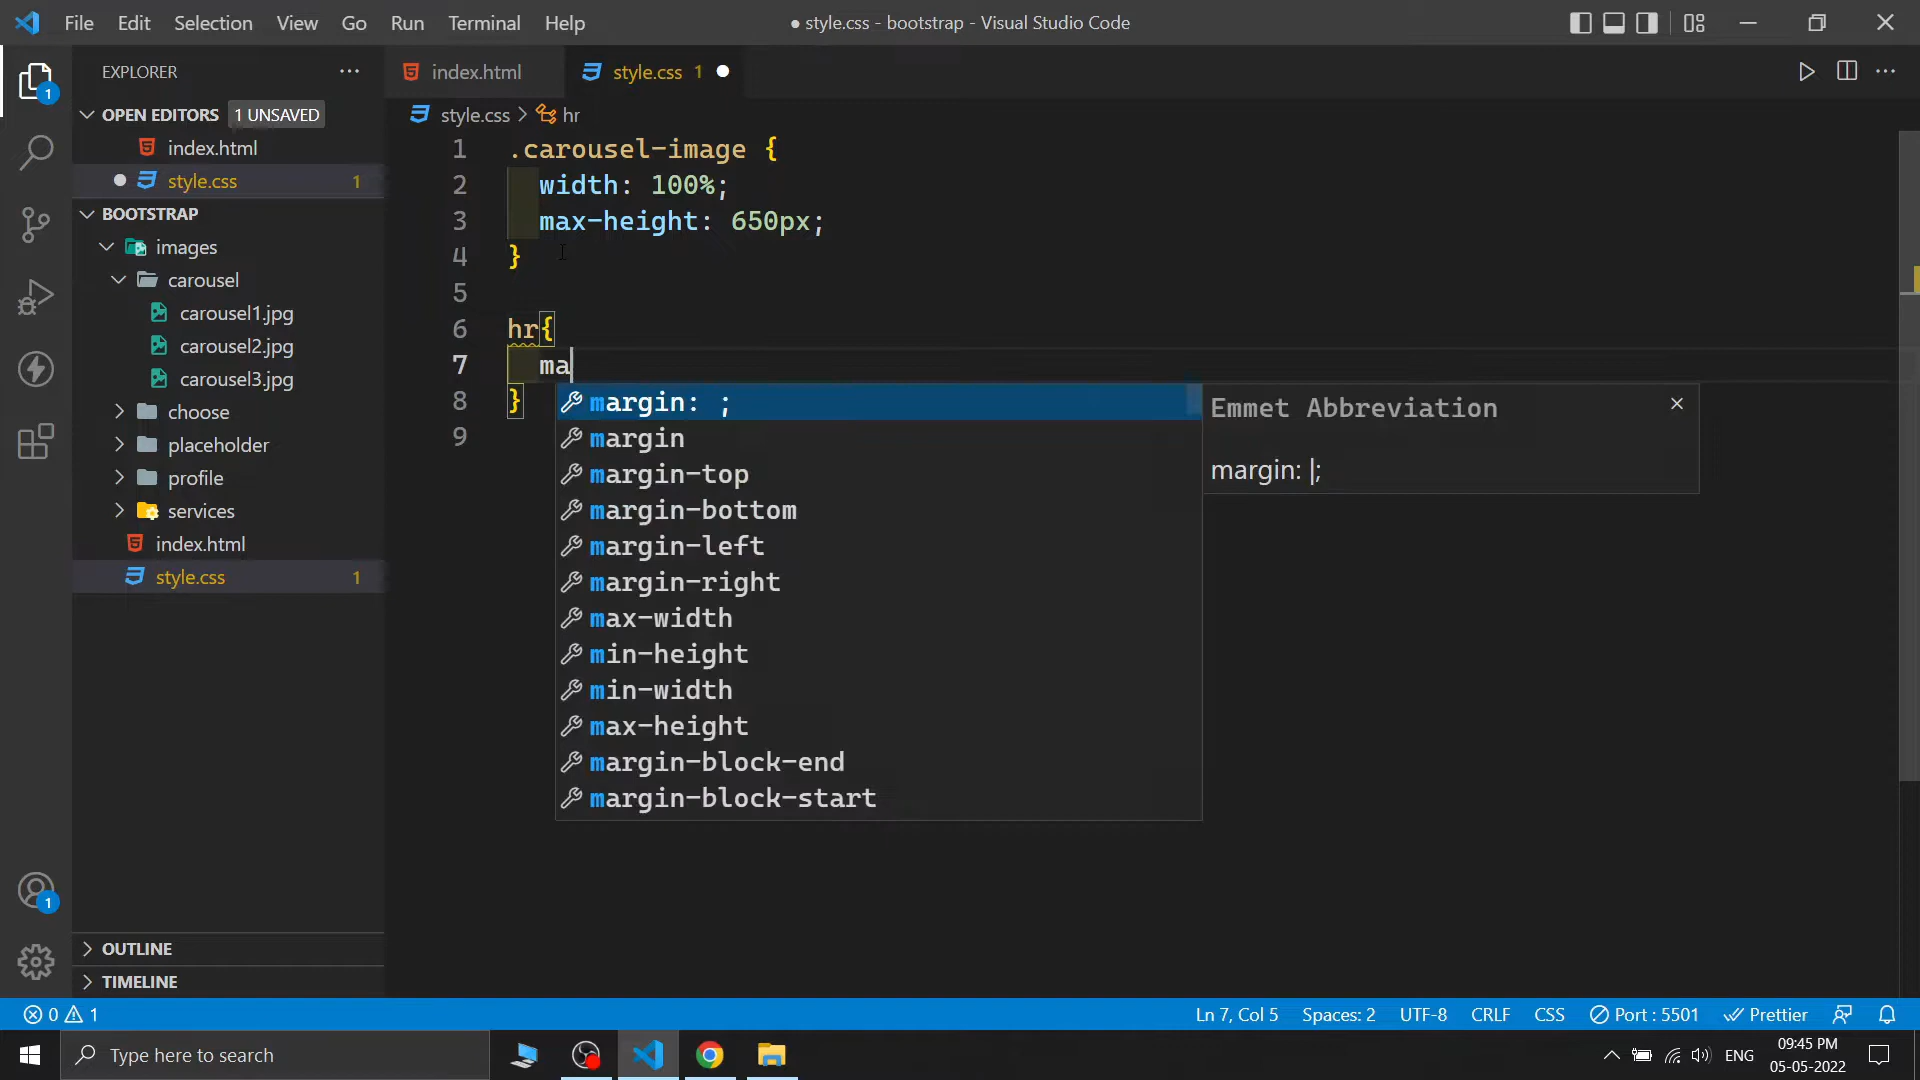 File Edit Selection View Go Run Terminal Help ● style.css - bootstrap - Visual Studio Code
EXPLORER ··· index.html style.css 1
OPEN EDITORS 1 UNSAVED
style.css > hr
index.html
style.css 1
BOOTSTRAP
images
carousel
carousel1.jpg
carousel2.jpg
carousel3.jpg
choose
placeholder
profile
services
index.html
style.css 1
OUTLINE
TIMELINE
1 .carousel-image {
2 width: 100%;
3 max-height: 650px;
4 }
5
6 hr{
7 ma
8 }
9
margin: ;
margin
margin-top
margin-bottom
margin-left
margin-right
max-width
min-height
min-width
max-height
margin-block-end
margin-block-start
Emmet Abbreviation
margin: |;
1
1
0 1 Ln 7, Col 5 Spaces: 2 UTF-8 CRLF CSS Port : 5501 Prettier
Type here to search
ENG
09:45 PM
05-05-2022